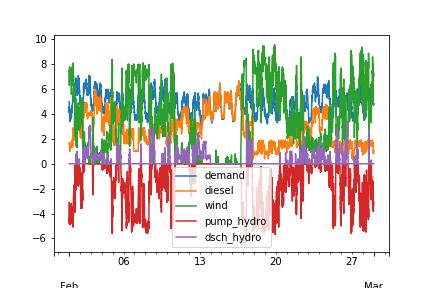 10
8
6
4
2
0
−2
−4
−6
demand
diesel
wind
pump_hydro
dsch_hydro
06 13 20 27
Feb Mar